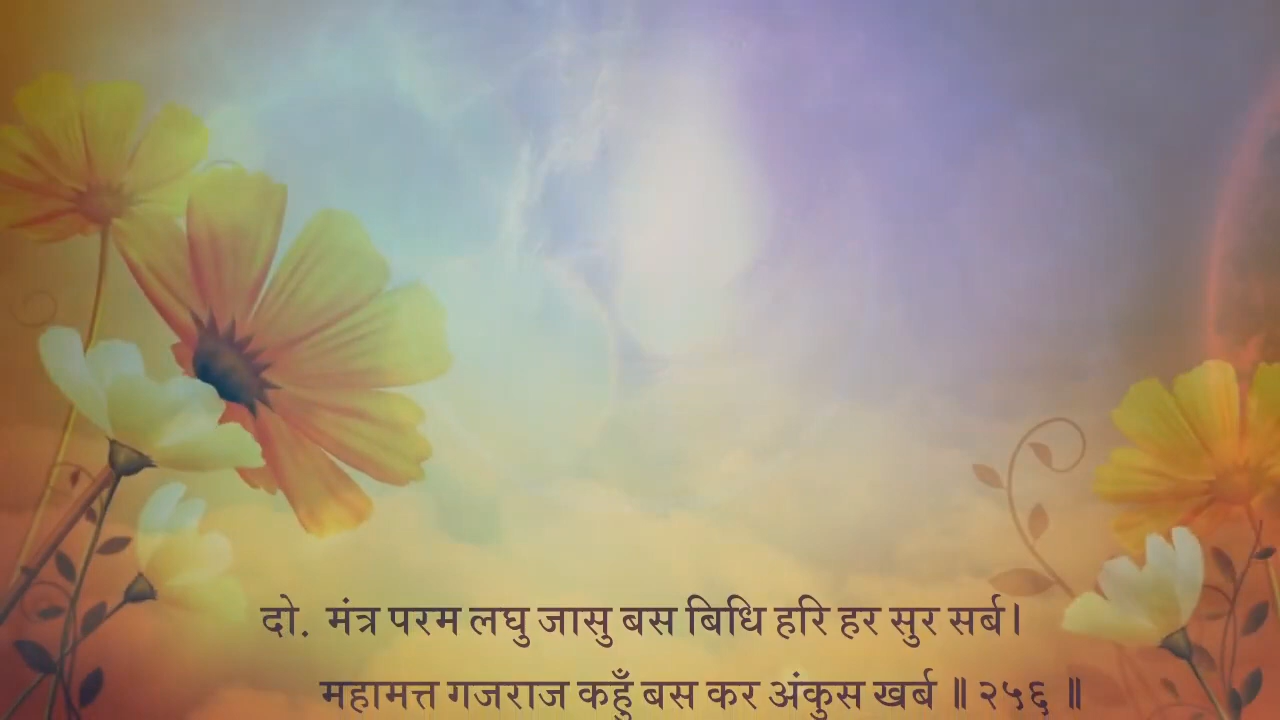 दो. मंत्र परम लघु जासु बस बिधि हरि हर सुर सर्ब।
महामत्त गजराज कहुँ बस कर अंकुस खर्ब ॥ २५६ ॥